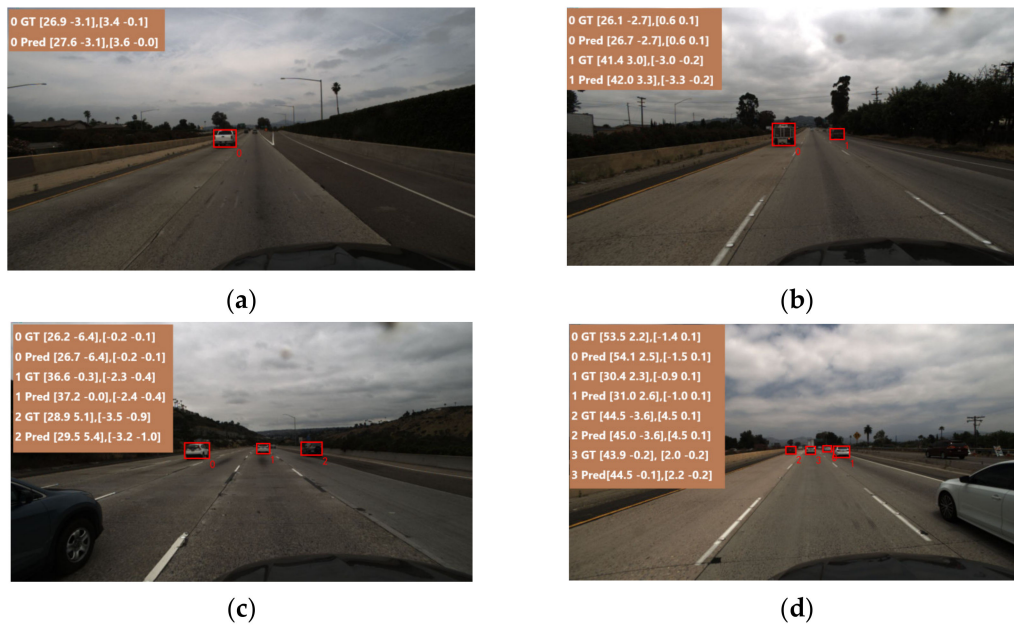 0 GT [26.9 -3.1],[3.4 -0.1]
0 Pred [27.6 -3.1],[3.6 -0.0]
(a)
0 GT [26.1 -2.7],[0.6 0.1]
0 Pred [26.7 -2.7],[0.6 0.1]
1 GT [41.4 3.0],[-3.0 -0.2]
1 Pred [42.0 3.3],[-3.3 -0.2]
(b)
0 GT [26.2 -6.4],[-0.2 -0.1]
0 Pred [26.7 -6.4],[-0.2 -0.1]
1 GT [36.6 -0.3],[-2.3 -0.4]
1 Pred [37.2 -0.0],[-2.4 -0.4]
2 GT [28.9 5.1],[-3.5 -0.9]
2 Pred [29.5 5.4],[-3.2 -1.0]
0
1
2
(c)
0 GT [53.5 2.2],[-1.4 0.1]
0 Pred [54.1 2.5],[-1.5 0.1]
1 GT [30.4 2.3],[-0.9 0.1]
1 Pred [31.0 2.6],[-1.0 0.1]
2 GT [44.5 -3.6],[4.5 0.1]
2 Pred [45.0 -3.6],[4.5 0.1]
3 GT [43.9 -0.2], [2.0 -0.2]
3 Pred[44.5 -0.1],[2.2 -0.2]
(d)